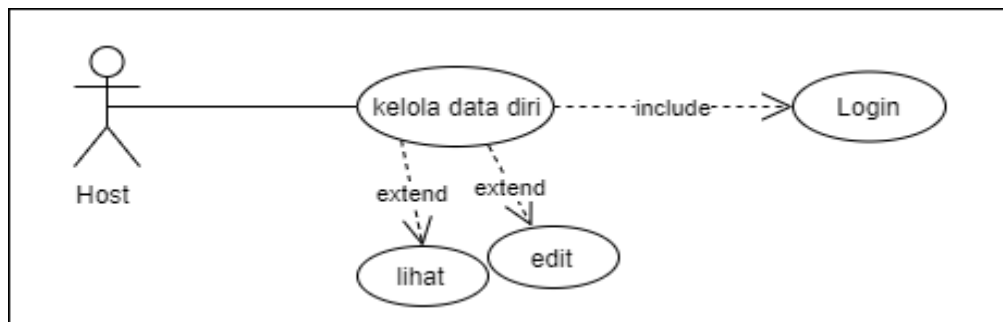 kelola data diri
include
Login
Host
extend
extend
lihat
edit